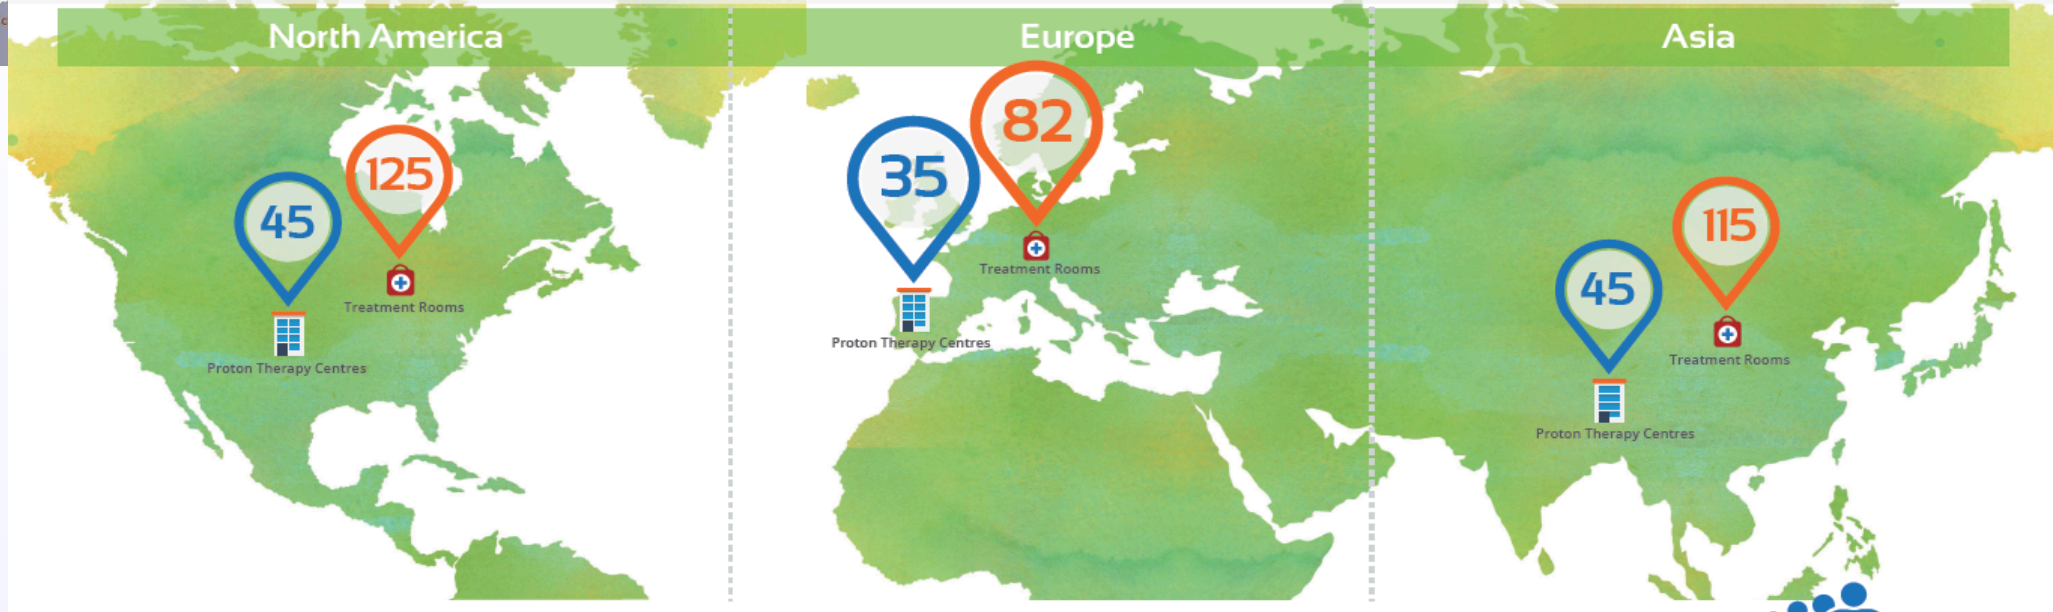 North America
45
Proton Therapy Centres
125
Treatment Rooms
Europe
35
Proton Therapy Centres
82
Treatment Rooms
Asia
45
Proton Therapy Centres
115
Treatment Rooms